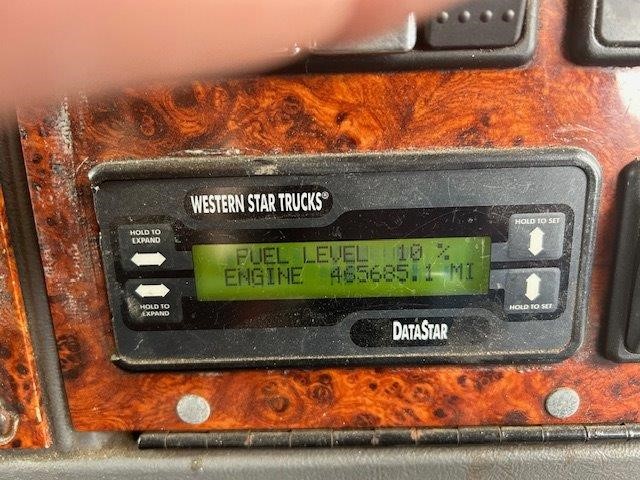 WESTERN STAR TRUCKS®
HOLD TO
EXPAND
HOLD TO SET
FUEL LEVEL 10 %
ENGINE 465685.1 MI
HOLD TO
EXPAND
HOLD TO SET
DATASTAR